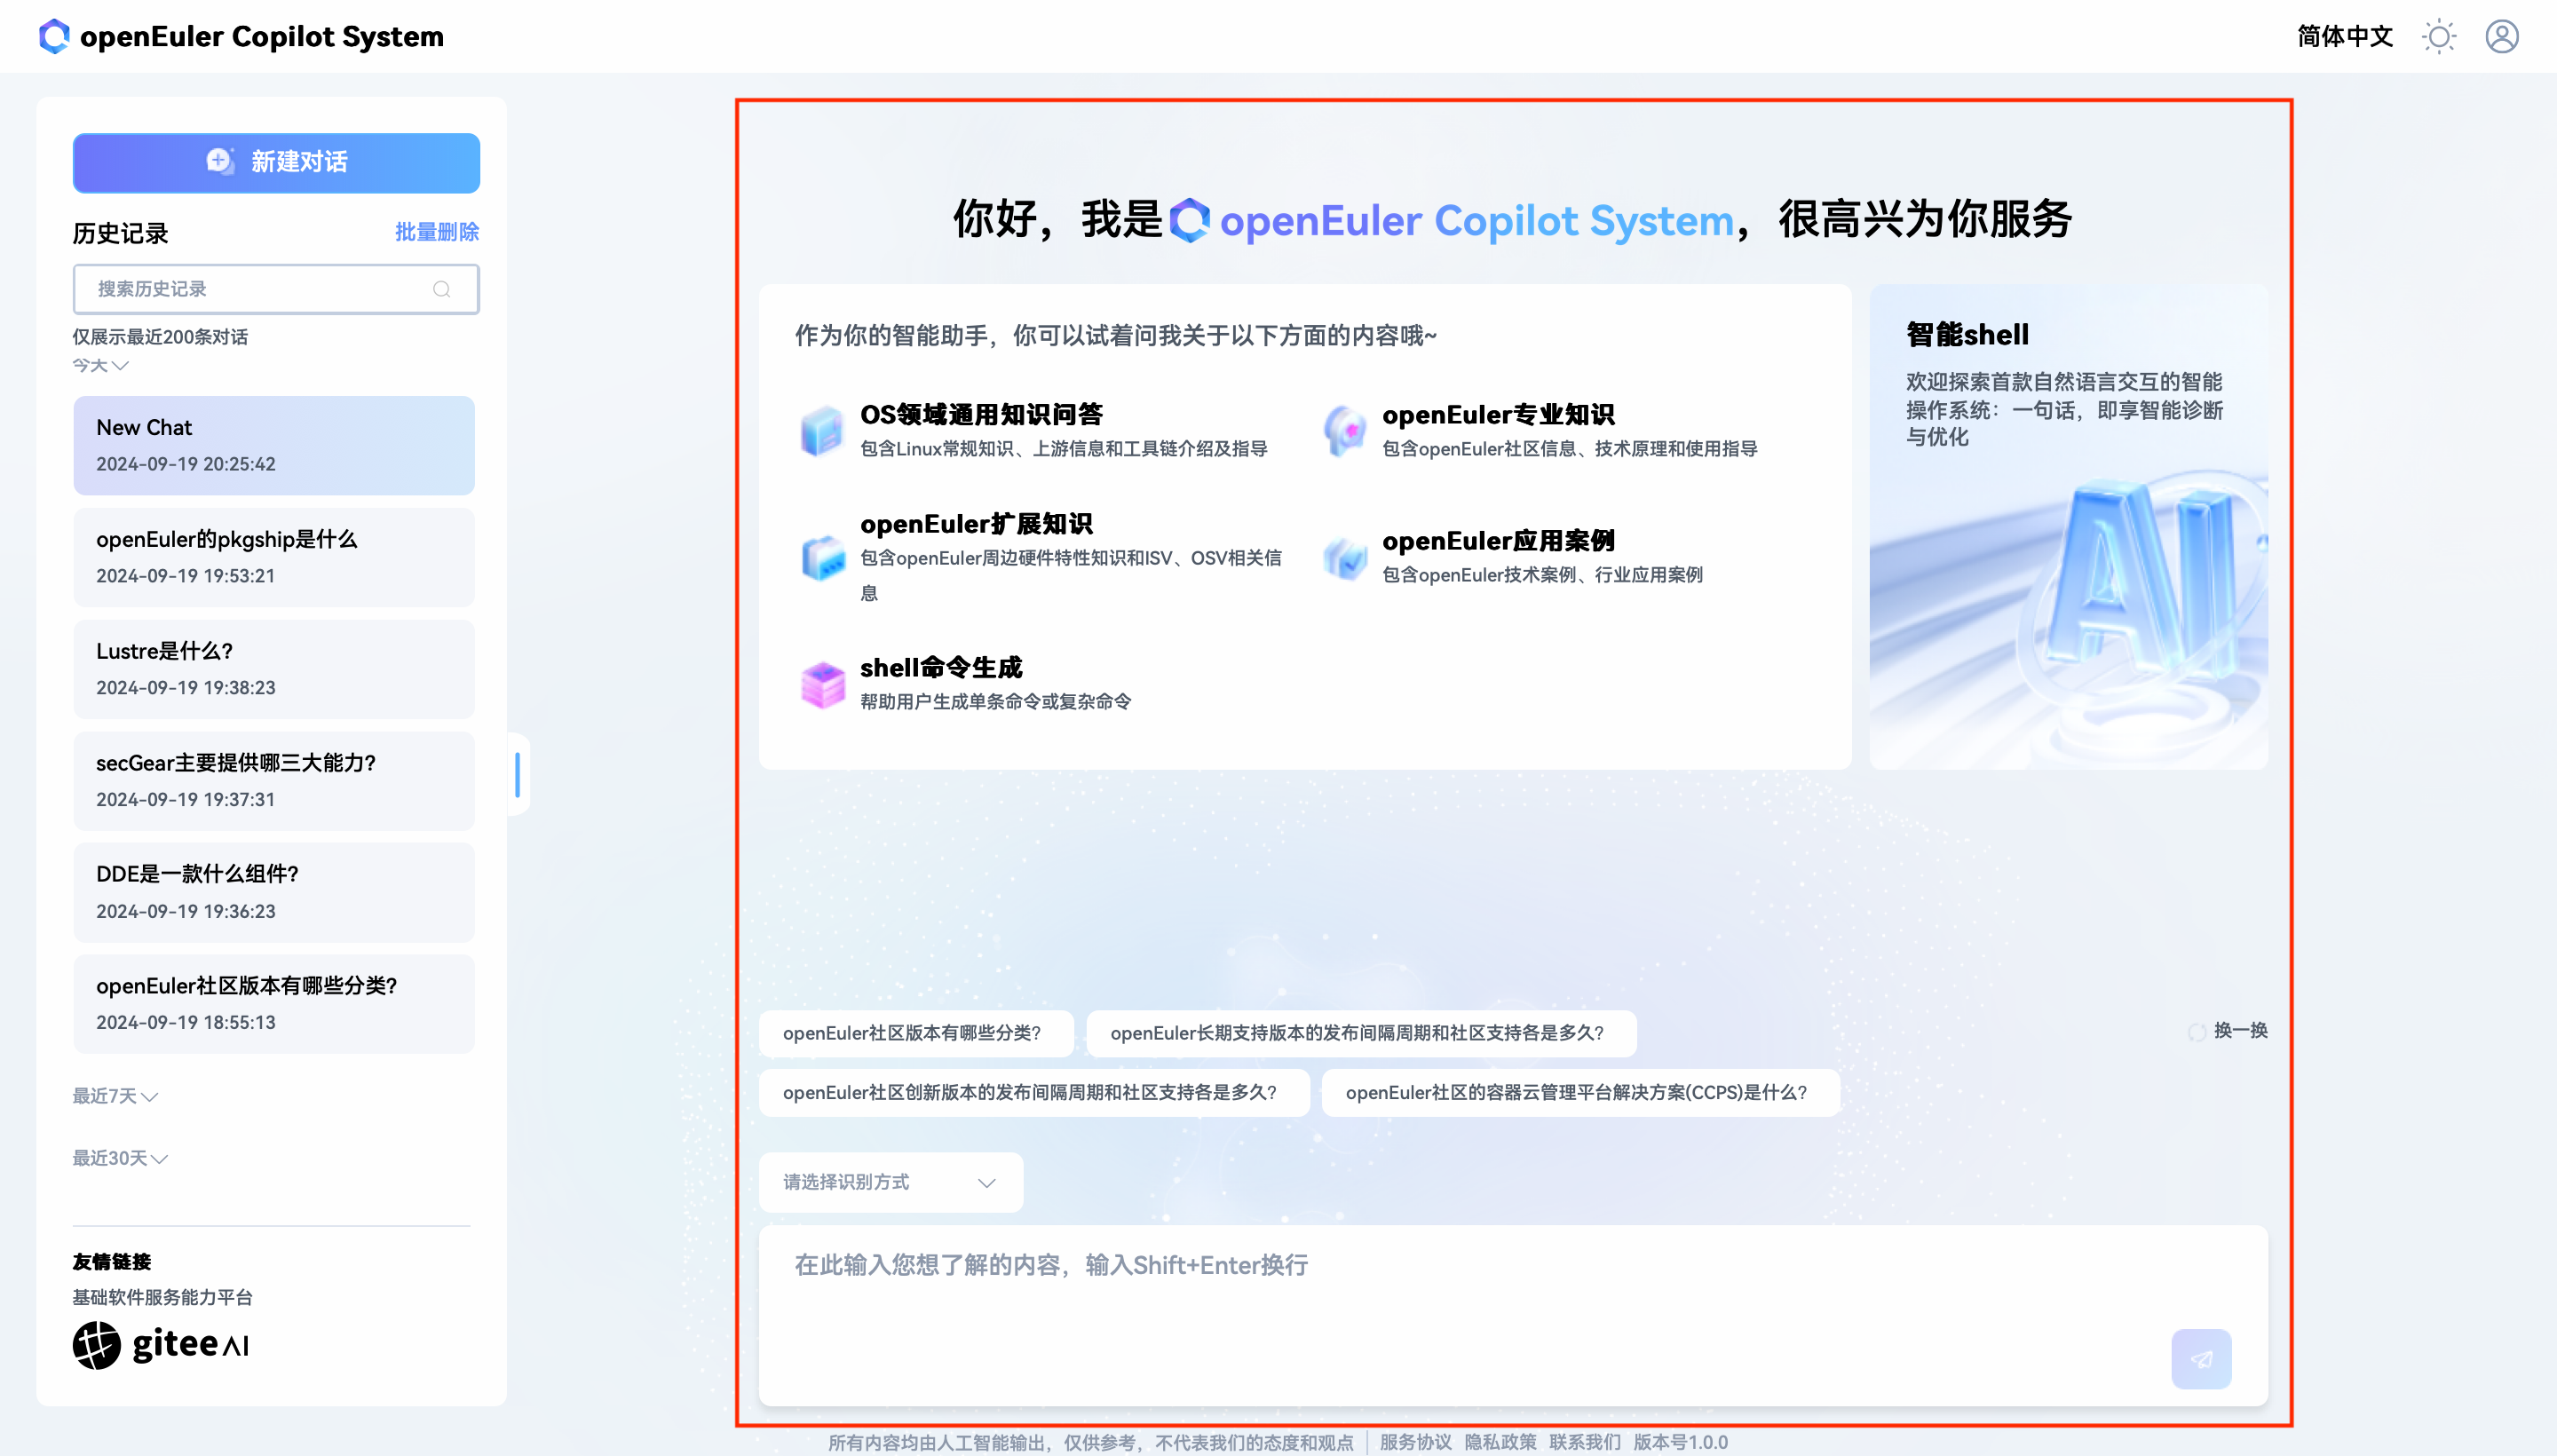 openEuler Copilot System
简体中文
新建对话
历史记录
批量删除
搜索历史记录
仅展示最近200条对话
今天
New Chat
2024-09-19 20:25:42
openEuler的pkgship是什么
2024-09-19 19:53:21
Lustre是什么?
2024-09-19 19:38:23
secGear主要提供哪三大能力?
2024-09-19 19:37:31
DDE是一款什么组件?
2024-09-19 19:36:23
openEuler社区版本有哪些分类?
2024-09-19 18:55:13
最近7天
最近30天
友情链接
基础软件服务能力平台
gitee AI
你好，我是 openEuler Copilot System，很高兴为你服务
作为你的智能助手，你可以试着问我关于以下方面的内容哦~
OS领域通用知识问答
包含Linux常规知识、上游信息和工具链介绍及指导
openEuler专业知识
包含openEuler社区信息、技术原理和使用指导
openEuler扩展知识
包含openEuler周边硬件特性知识和ISV、OSV相关信
息
openEuler应用案例
包含openEuler技术案例、行业应用案例
shell命令生成
帮助用户生成单条命令或复杂命令
智能shell
欢迎探索首款自然语言交互的智能
操作系统：一句话，即享智能诊断
与优化
AI
openEuler社区版本有哪些分类?
openEuler长期支持版本的发布间隔周期和社区支持各是多久?
换一换
openEuler社区创新版本的发布间隔周期和社区支持各是多久?
openEuler社区的容器云管理平台解决方案(CCPS)是什么?
请选择识别方式
在此输入您想了解的内容，输入Shift+Enter换行
所有内容均由人工智能输出，仅供参考，不代表我们的态度和观点 | 服务协议 隐私政策 联系我们 版本号1.0.0